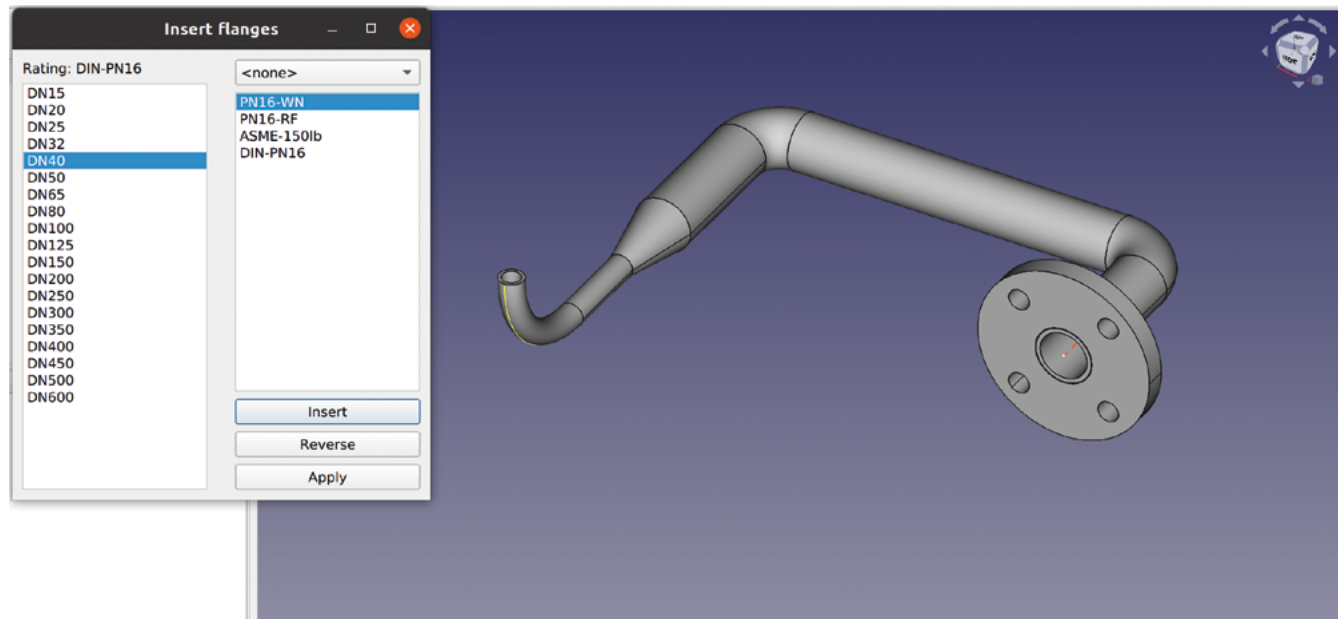 Insert flanges
Rating: DIN-PN16
<none>
DN15
DN20
DN25
DN32
DN40
DN50
DN65
DN80
DN100
DN125
DN150
DN200
DN250
DN300
DN350
DN400
DN450
DN500
DN600
PN16-WN
PN16-RF
ASME-150lb
DIN-PN16
Insert
Reverse
Apply